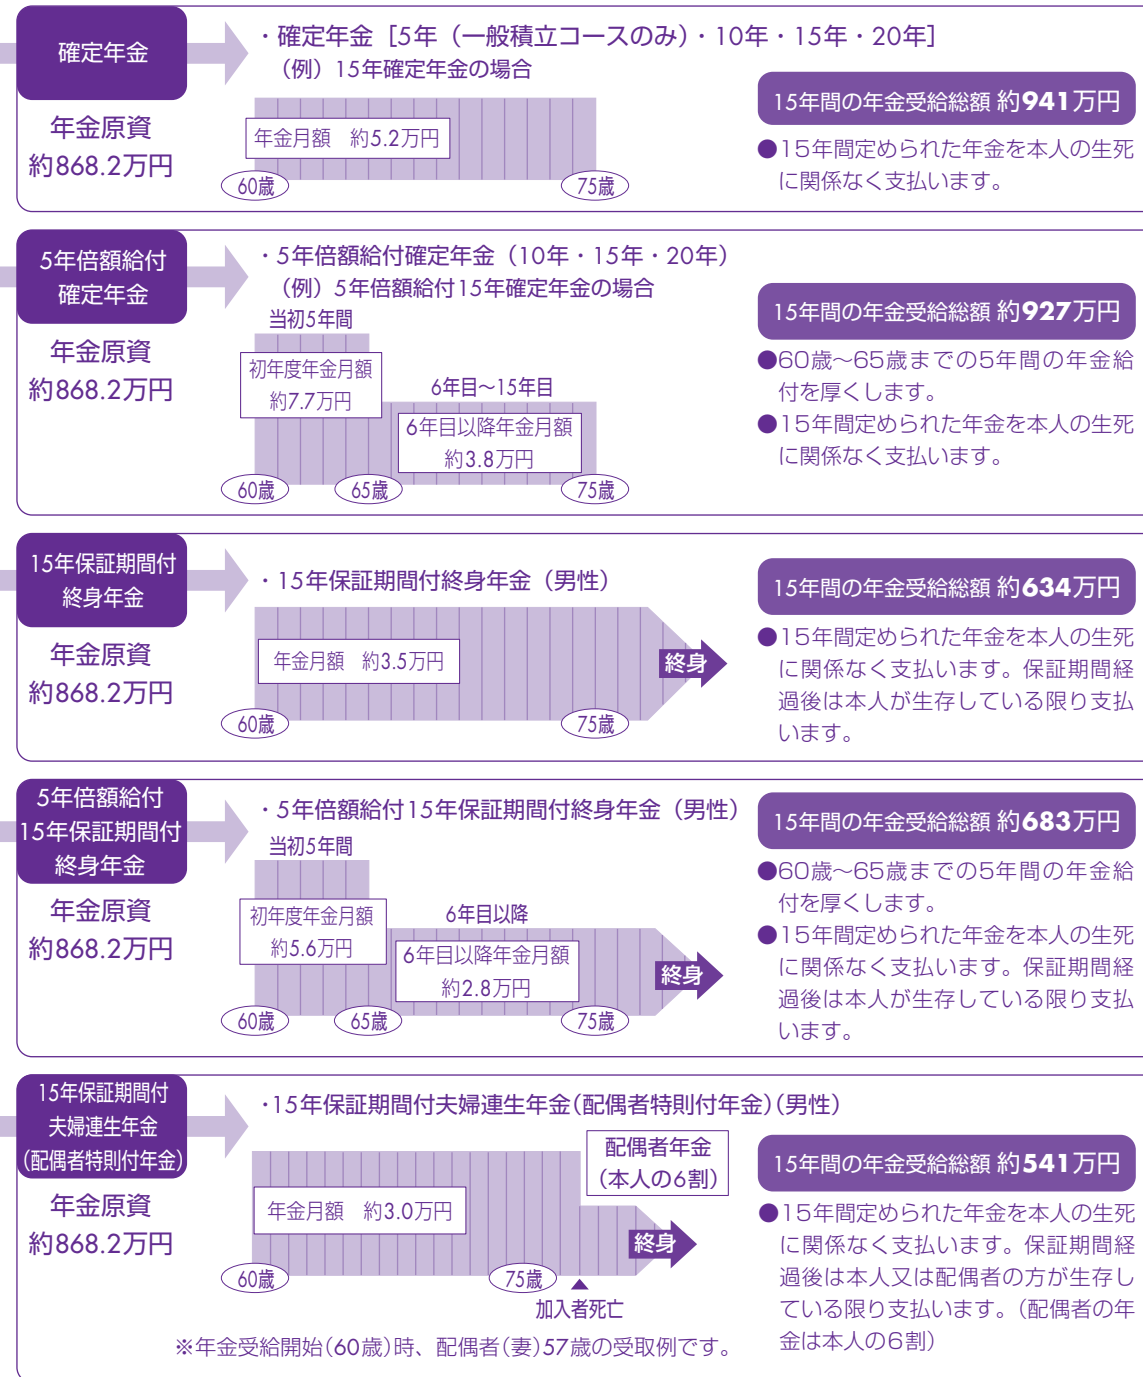 確定年金
年金原資
約868.2万円
・確定年金［5年（一般積立コースのみ）・10年・15年・20年］
（例）15年確定年金の場合
年金月額　約5.2万円
60歳
75歳
15年間の年金受給総額 約941万円
●15年間定められた年金を本人の生死
に関係なく支払います。
5年倍額給付
確定年金
年金原資
約868.2万円
・5年倍額給付確定年金（10年・15年・20年）
（例）5年倍額給付15年確定年金の場合
当初5年間
初年度年金月額
約7.7万円
6年目～15年目
6年目以降年金月額
約3.8万円
60歳
65歳
75歳
15年間の年金受給総額 約927万円
●60歳～65歳までの5年間の年金給
付を厚くします。
●15年間定められた年金を本人の生死
に関係なく支払います。
15年保証期間付
終身年金
年金原資
約868.2万円
・15年保証期間付終身年金（男性）
年金月額　約3.5万円
終身
60歳
75歳
15年間の年金受給総額 約634万円
●15年間定められた年金を本人の生死
に関係なく支払います。保証期間経
過後は本人が生存している限り支払
います。
5年倍額給付
15年保証期間付
終身年金
年金原資
約868.2万円
・5年倍額給付15年保証期間付終身年金（男性）
当初5年間
初年度年金月額
約5.6万円
6年目以降
6年目以降年金月額
約2.8万円
終身
60歳
65歳
75歳
15年間の年金受給総額 約683万円
●60歳～65歳までの5年間の年金給
付を厚くします。
●15年間定められた年金を本人の生死
に関係なく支払います。保証期間経
過後は本人が生存している限り支払
います。
15年保証期間付
夫婦連生年金
（配偶者特則付年金）
年金原資
約868.2万円
・15年保証期間付夫婦連生年金（配偶者特則付年金）（男性）
配偶者年金
（本人の6割）
年金月額　約3.0万円
終身
60歳
75歳
▲
加入者死亡
※年金受給開始（60歳）時、配偶者（妻）57歳の受取例です。
15年間の年金受給総額 約541万円
●15年間定められた年金を本人の生死
に関係なく支払います。保証期間経
過後は本人又は配偶者の方が生存し
ている限り支払います。（配偶者の年
金は本人の6割）